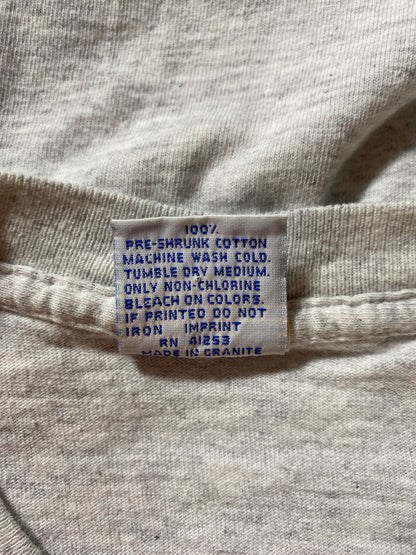 100%
PRE-SHRUNK COTTON
MACHINE WASH COLD.
TUMBLE DRY MEDIUM.
ONLY NON-CHLORINE
BLEACH ON COLORS.
IF PRINTED DO NOT
IRON IMPRINT
RN 41253
MADE IN GRANITE